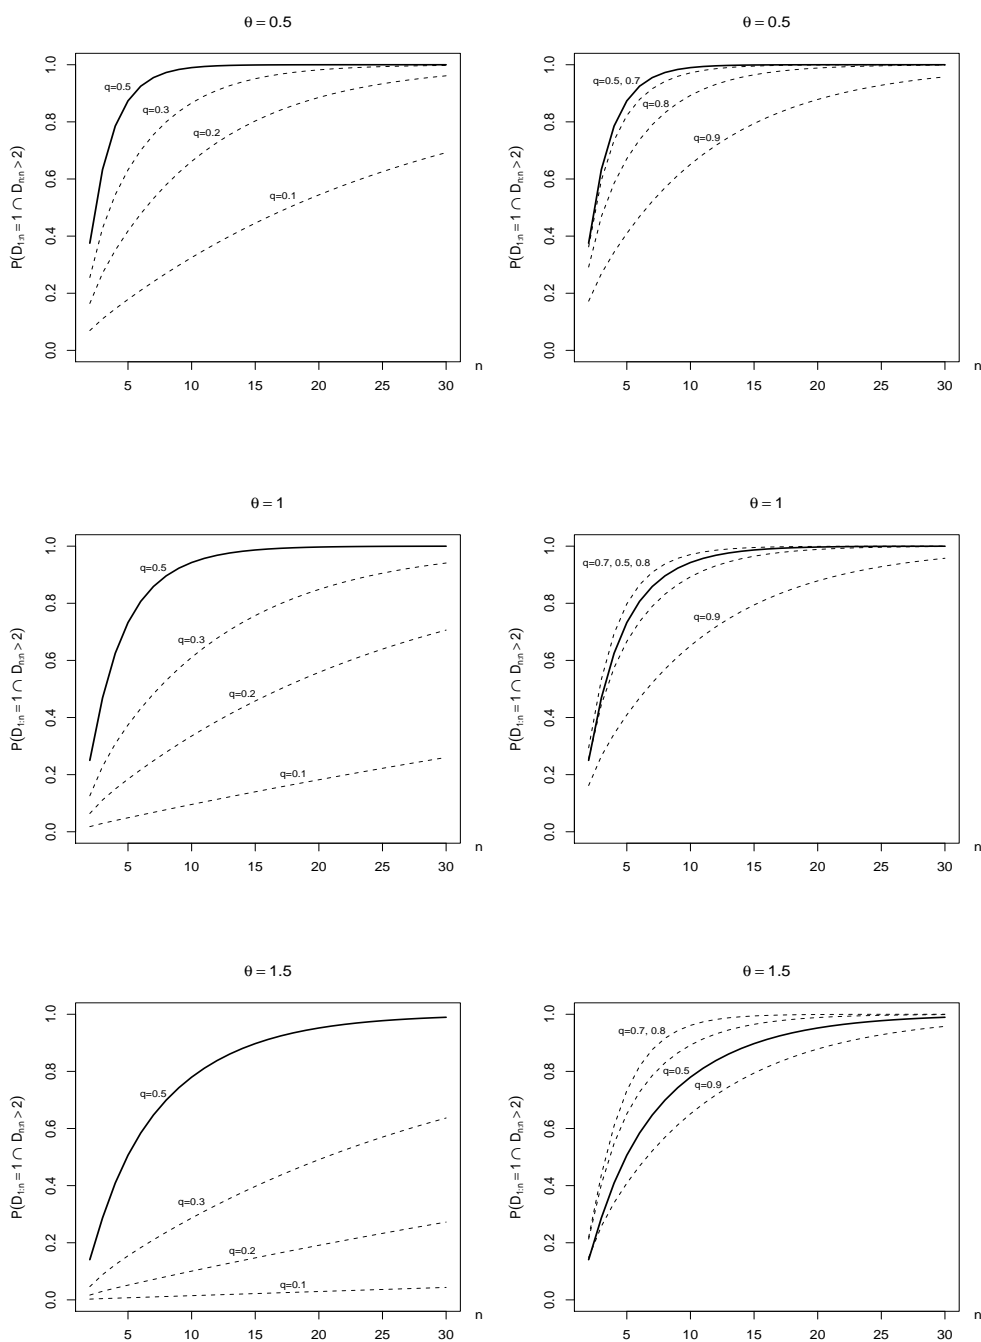 θ = 0.5
P(D1:n = 1 ∩ Dn:n > 2)
1.0
0.8
0.6
0.4
0.2
0.0
q=0.5
q=0.3
q=0.2
q=0.1
5 10 15 20 25 30 n
θ = 0.5
P(D1:n = 1 ∩ Dn:n > 2)
1.0
0.8
0.6
0.4
0.2
0.0
q=0.5, 0.7
q=0.8
q=0.9
5 10 15 20 25 30 n
θ = 1
P(D1:n = 1 ∩ Dn:n > 2)
1.0
0.8
0.6
0.4
0.2
0.0
q=0.5
q=0.3
q=0.2
q=0.1
5 10 15 20 25 30 n
θ = 1
P(D1:n = 1 ∩ Dn:n > 2)
1.0
0.8
0.6
0.4
0.2
0.0
q=0.7, 0.5, 0.8
q=0.9
5 10 15 20 25 30 n
θ = 1.5
P(D1:n = 1 ∩ Dn:n > 2)
1.0
0.8
0.6
0.4
0.2
0.0
q=0.5
q=0.3
q=0.2
q=0.1
5 10 15 20 25 30 n
θ = 1.5
P(D1:n = 1 ∩ Dn:n > 2)
1.0
0.8
0.6
0.4
0.2
0.0
q=0.7, 0.8
q=0.5
q=0.9
5 10 15 20 25 30 n